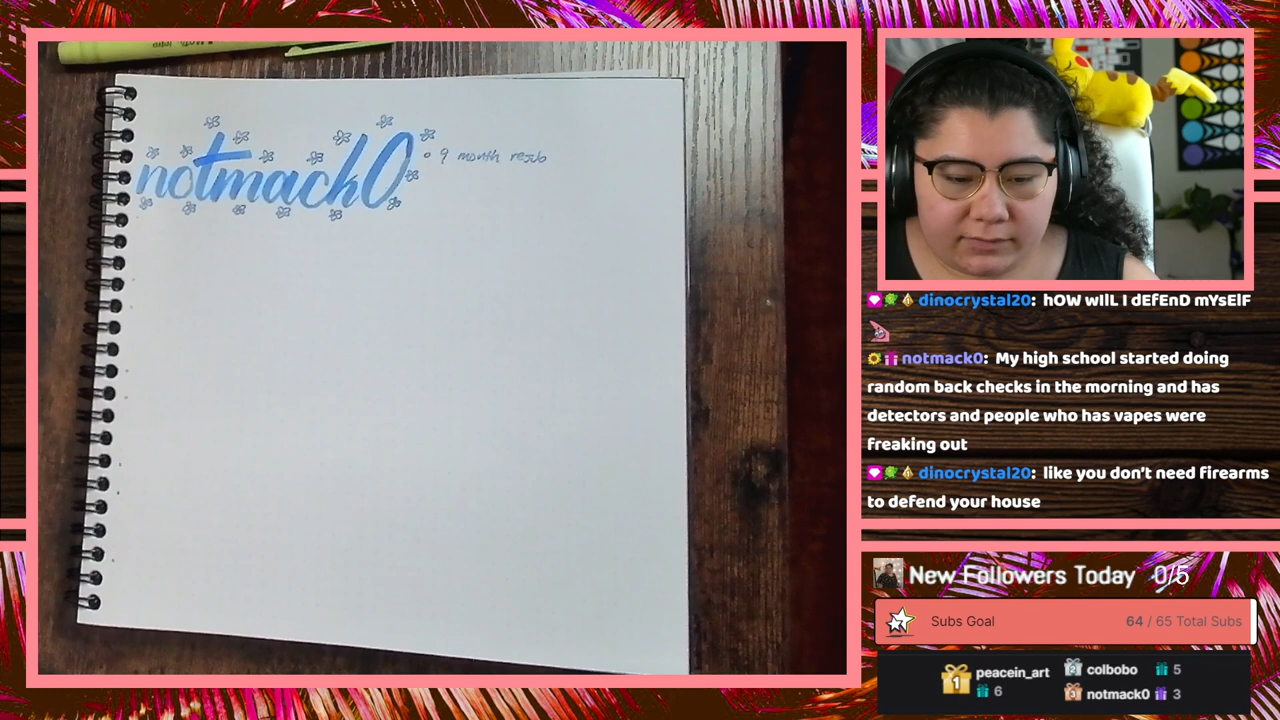 notmack0
• 9 month resub
dinocrystal20: hOW wIlL I dEfEnD mYsElF
notmack0: My high school started doing
random back checks in the morning and has
detectors and people who has vapes were
freaking out
dinocrystal20: like you don't need firearms
to defend your house
New Followers Today 0/5
Subs Goal 64 / 65 Total Subs
1 peacein_art 6
2 colbobo 5
3 notmack0 3